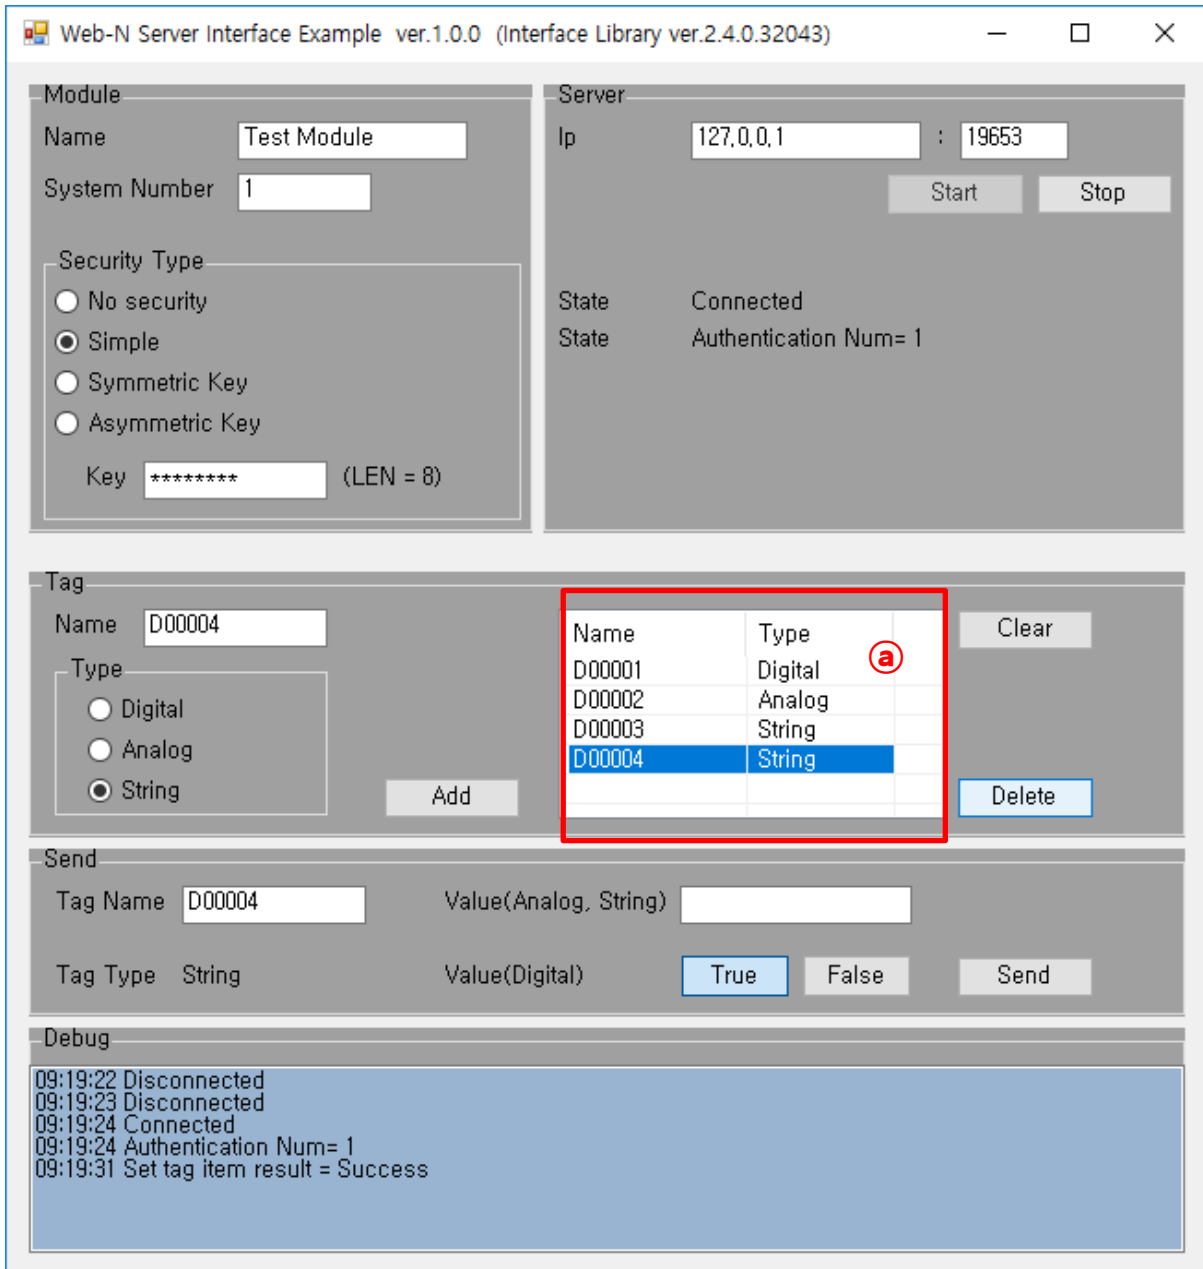 Web-N Server Interface Example ver.1.0.0 (Interface Library ver.2.4.0.32043)
Module
Name Test Module
System Number 1
Security Type
No security
Simple
Symmetric Key
Asymmetric Key
Key ******** (LEN = 8)
Server
Ip 127,0,0,1 : 19653
Start Stop
State Connected
State Authentication Num= 1
Tag
Name D00004
Type
Digital
Analog
String
Add
Name Type ⓐ
D00001 Digital
D00002 Analog
D00003 String
D00004 String
Clear
Delete
Send
Tag Name D00004 Value(Analog, String)
Tag Type String Value(Digital) True False Send
Debug
09:19:22 Disconnected
09:19:23 Disconnected
09:19:24 Connected
09:19:24 Authentication Num= 1
09:19:31 Set tag item result = Success